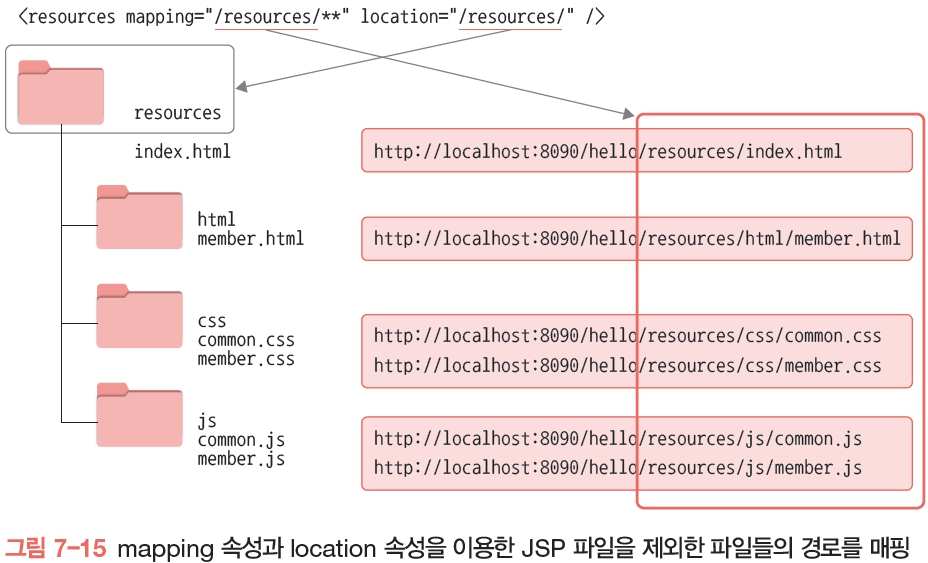 <resources mapping="/resources/**" location="/resources/" />
resources
index.html
http://localhost:8090/hello/resources/index.html
html
member.html
http://localhost:8090/hello/resources/html/member.html
css
common.css
member.css
http://localhost:8090/hello/resources/css/common.css
http://localhost:8090/hello/resources/css/member.css
js
common.js
member.js
http://localhost:8090/hello/resources/js/common.js
http://localhost:8090/hello/resources/js/member.js
그림 7-15 mapping 속성과 location 속성을 이용한 JSP 파일을 제외한 파일들의 경로를 매핑